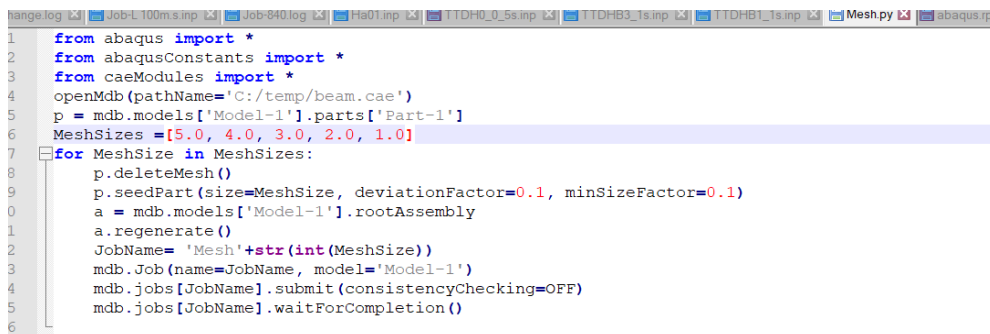 hange.log Job-L 100m.s.inp Job-840.log Ha01.inp TTDH0_0_5s.inp TTDHB3_1s.inp TTDHB1_1s.inp Mesh.py abaqus.rp
1 from abaqus import *
2 from abaqusConstants import *
3 from caeModules import *
4 openMdb(pathName='C:/temp/beam.cae')
5 p = mdb.models['Model-1'].parts['Part-1']
6 MeshSizes =[5.0, 4.0, 3.0, 2.0, 1.0]
7 for MeshSize in MeshSizes:
8 p.deleteMesh()
9 p.seedPart(size=MeshSize, deviationFactor=0.1, minSizeFactor=0.1)
0 a = mdb.models['Model-1'].rootAssembly
1 a.regenerate()
2 JobName= 'Mesh'+str(int(MeshSize))
3 mdb.Job(name=JobName, model='Model-1')
4 mdb.jobs[JobName].submit(consistencyChecking=OFF)
5 mdb.jobs[JobName].waitForCompletion()
6